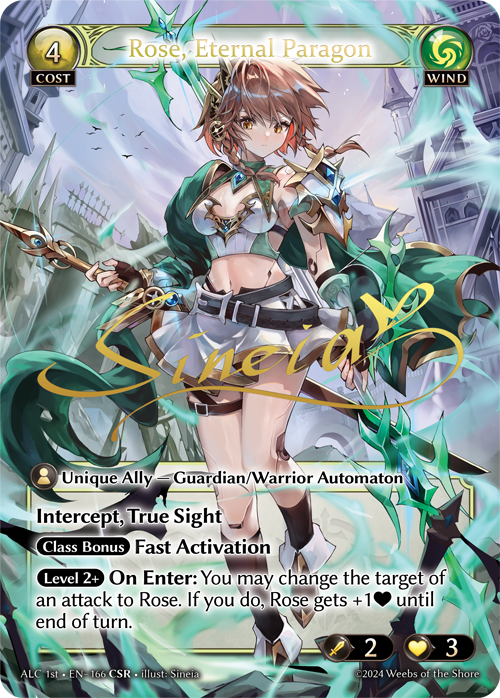 4
COST
Rose, Eternal Paragon
WIND
Sineia
Unique Ally — Guardian/Warrior Automaton
Intercept, True Sight
Class Bonus Fast Activation
Level 2+ On Enter: You may change the target of
an attack to Rose. If you do, Rose gets +1♥ until
end of turn.
2
3
ALC 1st • EN-166 CSR • illust: Sineia
©2024 Weebs of the Shore